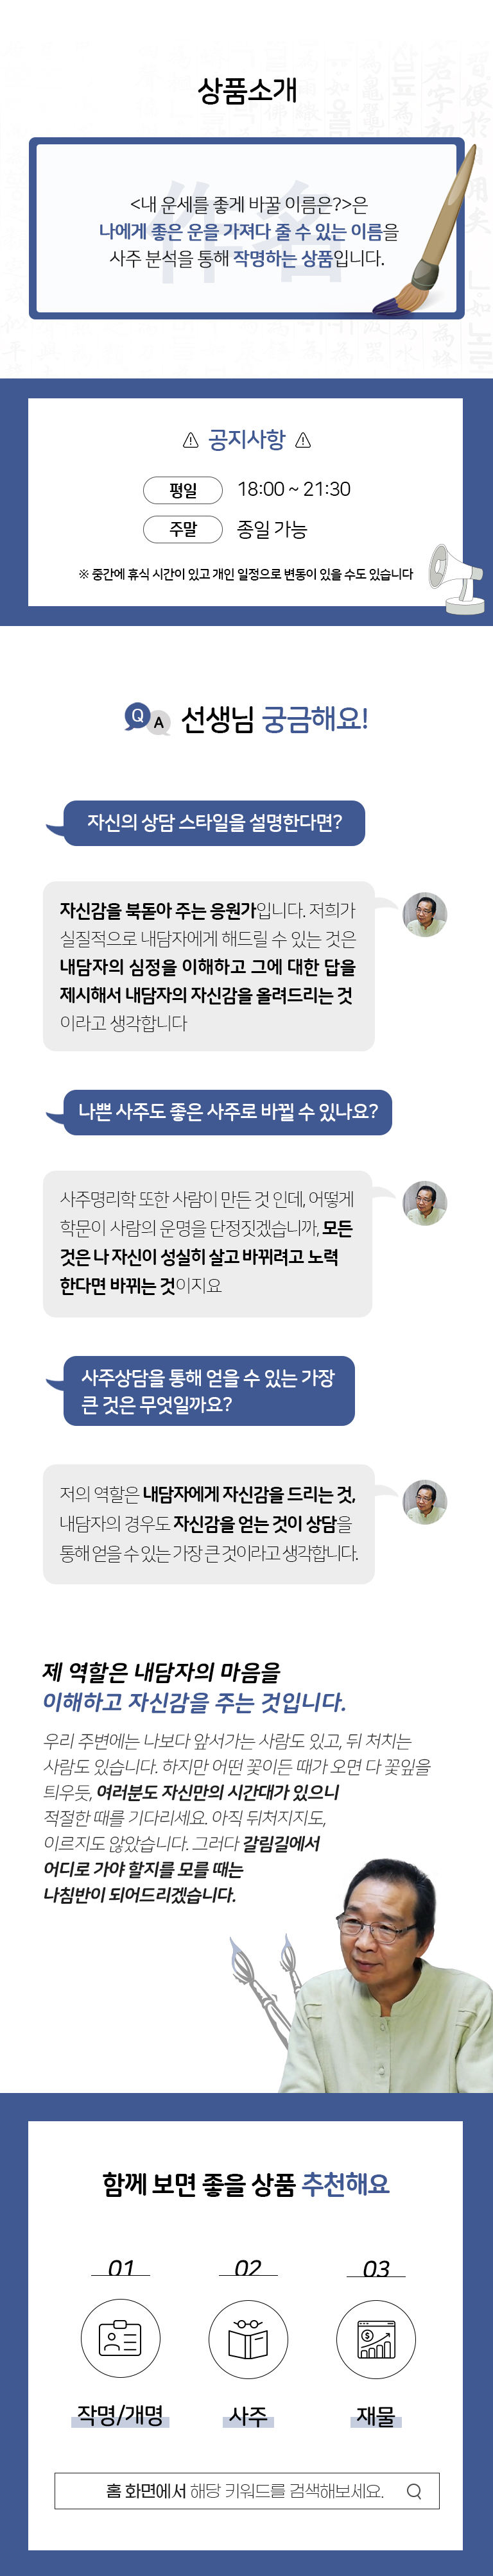 상품소개
作名
<내 운세를 좋게 바꿀 이름은?>은
나에게 좋은 운을 가져다 줄 수 있는 이름을
사주 분석을 통해 작명하는 상품입니다.
공지사항
평일 18:00 ~ 21:30
주말 종일 가능
※ 중간에 휴식 시간이 있고 개인 일정으로 변동이 있을 수도 있습니다
Q A 선생님 궁금해요!
자신의 상담 스타일을 설명한다면?
자신감을 북돋아 주는 응원가입니다. 저희가
실질적으로 내담자에게 해드릴 수 있는 것은
내담자의 심정을 이해하고 그에 대한 답을
제시해서 내담자의 자신감을 올려드리는 것
이라고 생각합니다
나쁜 사주도 좋은 사주로 바뀔 수 있나요?
사주명리학 또한 사람이 만든 것 인데, 어떻게
학문이 사람의 운명을 단정짓겠습니까, 모든
것은 나 자신이 성실히 살고 바뀌려고 노력
한다면 바뀌는 것이지요
사주상담을 통해 얻을 수 있는 가장
큰 것은 무엇일까요?
저의 역할은 내담자에게 자신감을 드리는 것,
내담자의 경우도 자신감을 얻는 것이 상담을
통해 얻을 수 있는 가장 큰 것이라고 생각합니다.
제 역할은 내담자의 마음을
이해하고 자신감을 주는 것입니다.
우리 주변에는 나보다 앞서가는 사람도 있고, 뒤 처치는
사람도 있습니다. 하지만 어떤 꽃이든 때가 오면 다 꽃잎을
틔우듯, 여러분도 자신만의 시간대가 있으니
적절한 때를 기다리세요. 아직 뒤처지지도,
이르지도 않았습니다. 그러다 갈림길에서
어디로 가야 할지를 모를 때는
나침반이 되어드리겠습니다.
함께 보면 좋을 상품 추천해요
01 02 03
작명/개명 사주 재물
홈 화면에서 해당 키워드를 검색해보세요.